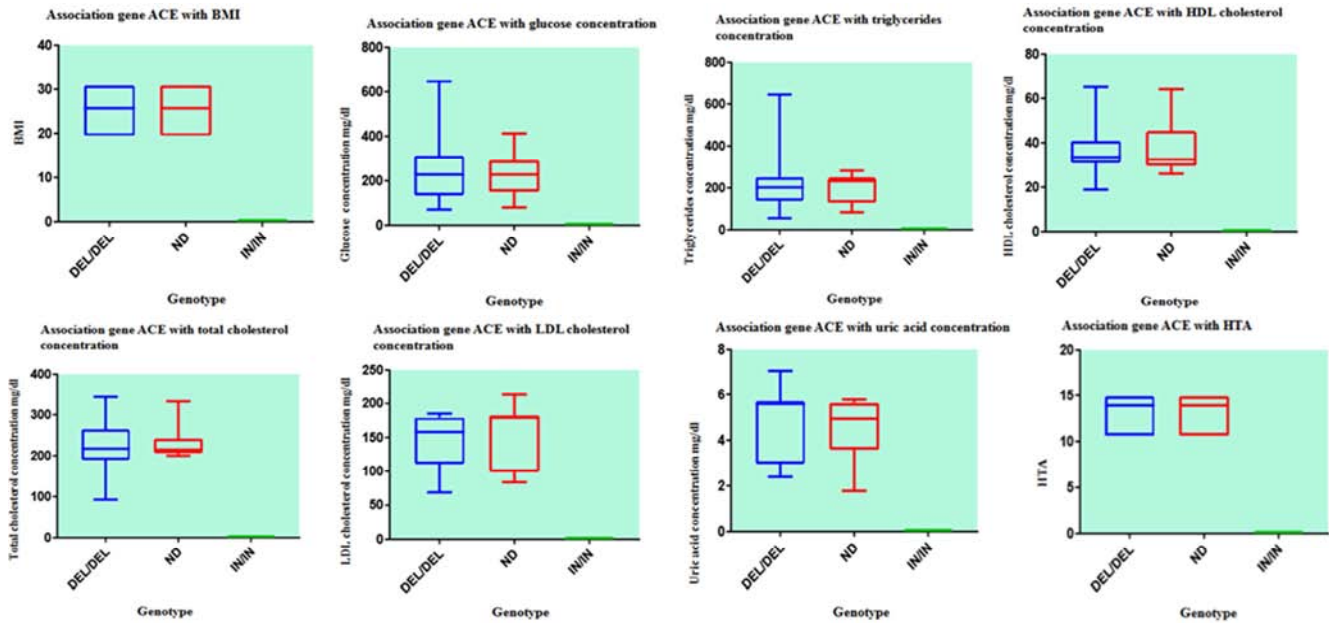 Association gene ACE with BMI
40
30
20
10
0
BMI
DEL/DEL
ND
IN/IN
Genotype
Association gene ACE with glucose concentration
800
600
400
200
0
Glucose concentration mg/dl
DEL/DEL
ND
IN/IN
Genotype
Association gene ACE with triglycerides
concentration
800
600
400
200
0
Triglycerides concentration mg/dl
DEL/DEL
ND
IN/IN
Genotype
Association gene ACE with HDL cholesterol
concentration
80
60
40
20
0
HDL cholesterol concentration mg/dl
DEL/DEL
ND
IN/IN
Genotype
Association gene ACE with total cholesterol
concentration
400
300
200
100
0
Total cholesterol concentration mg/dl
DEL/DEL
ND
IN/IN
Genotype
Association gene ACE with LDL cholesterol
concentration
250
200
150
100
50
0
LDL cholesterol concentration mg/dl
DEL/DEL
ND
IN/IN
Genotype
Association gene ACE with uric acid concentration
8
6
4
2
0
Uric acid concentration mg/dl
DEL/DEL
ND
IN/IN
Genotype
Association gene ACE with HTA
20
15
10
5
0
HTA
DEL/DEL
ND
IN/IN
Genotype